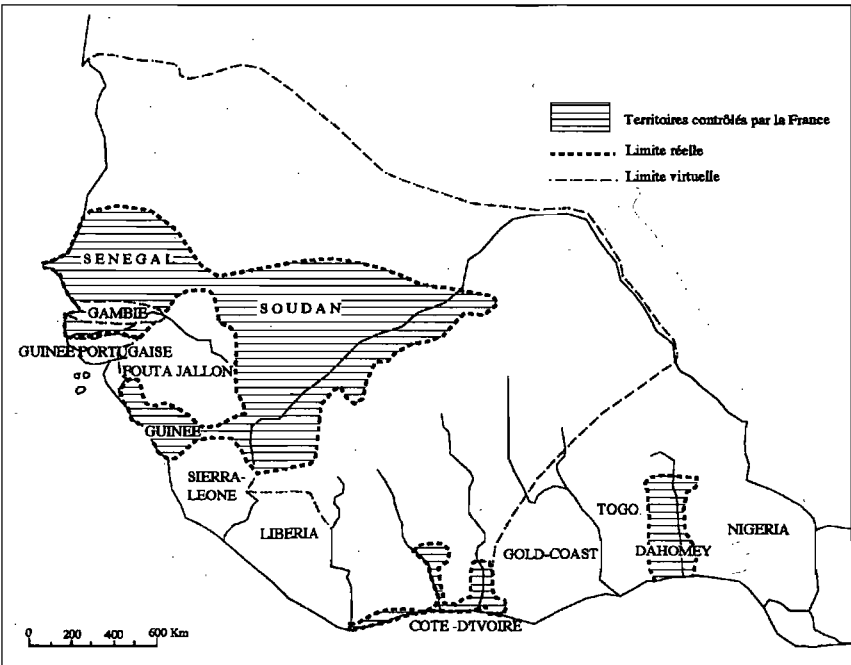 Territoires contrôlés par la France
Limite réelle
Limite virtuelle
SENEGAL
SOUDAN
GAMBIE
GUINEE PORTUGAISE
FOUTA JALLON
GUINEE
SIERRA-
LEONE
LIBERIA
TOGO
GOLD-COAST
DAHOMEY
NIGERIA
COTE -D'IVOIRE
0 200 400 600 Km